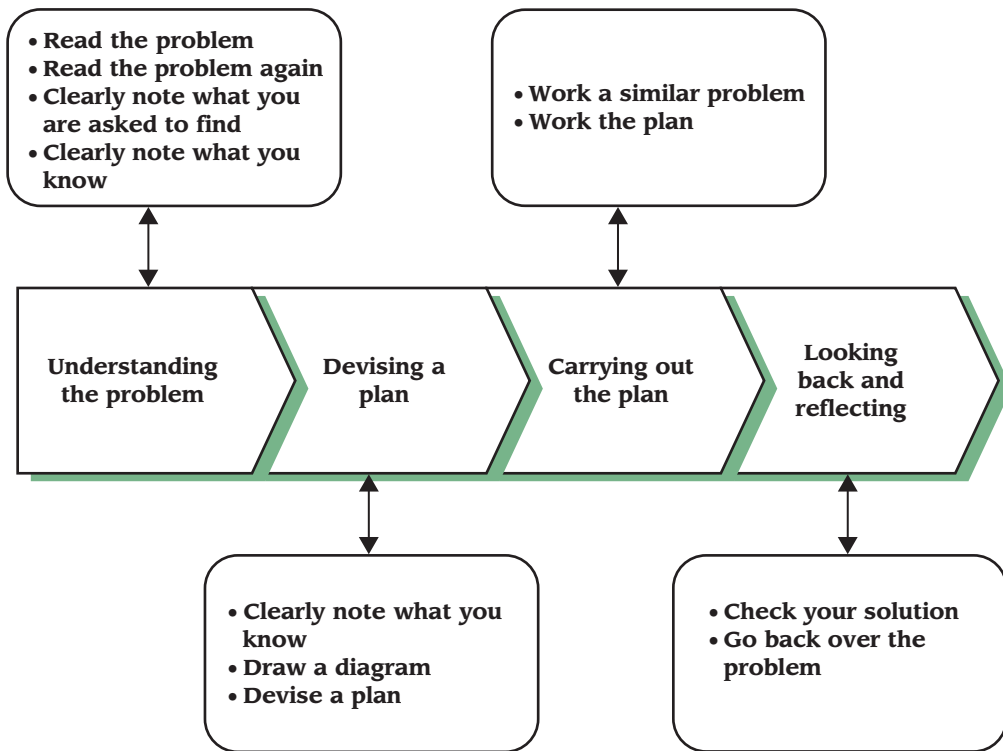 • Read the problem
• Read the problem again
• Clearly note what you
are asked to find
• Clearly note what you
know
• Work a similar problem
• Work the plan
Understanding
the problem
Devising a
plan
Carrying out
the plan
Looking
back and
reflecting
• Clearly note what you
know
• Draw a diagram
• Devise a plan
• Check your solution
• Go back over the
problem